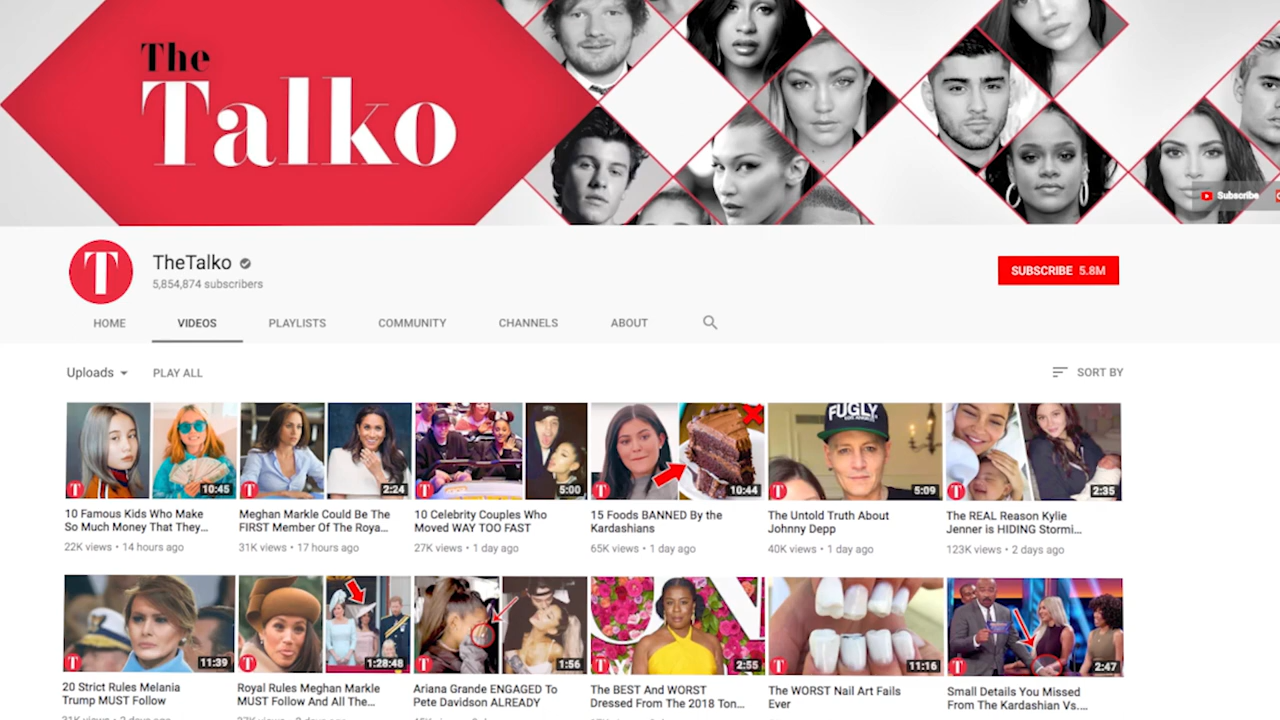 The
Talko
Subscribe
TheTalko
5,854,874 subscribers
SUBSCRIBE 5.8M
HOME VIDEOS PLAYLISTS COMMUNITY CHANNELS ABOUT
Uploads PLAY ALL SORT BY
FUGLY
LOS ANGELES
T 10:45
T 2:24
T 5:00
T 10:44
T 5:09
T 2:35
10 Famous Kids Who Make
So Much Money That They...
22K views • 14 hours ago
Meghan Markle Could Be The
FIRST Member Of The Roya...
31K views • 17 hours ago
10 Celebrity Couples Who
Moved WAY TOO FAST
27K views • 1 day ago
15 Foods BANNED By the
Kardashians
65K views • 1 day ago
The Untold Truth About
Johnny Depp
40K views • 1 day ago
The REAL Reason Kylie
Jenner is HIDING Stormi...
123K views • 2 days ago
T 11:39
T 1:28:48
T 1:56
T 2:55
T 11:16
T 2:47
20 Strict Rules Melania
Trump MUST Follow
Royal Rules Meghan Markle
MUST Follow And All The...
Ariana Grande ENGAGED To
Pete Davidson ALREADY
The BEST And WORST
Dressed From The 2018 Ton...
The WORST Nail Art Fails
Ever
Small Details You Missed
From The Kardashian Vs....